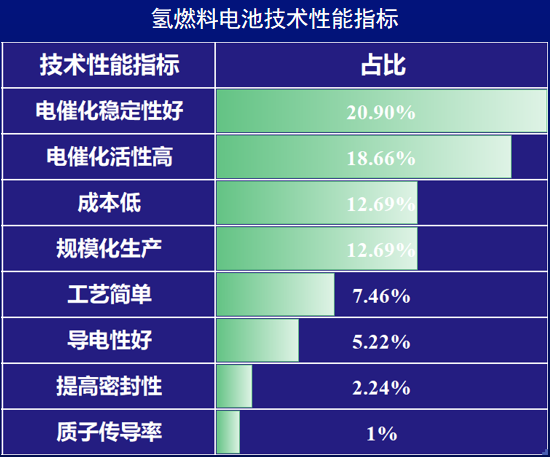 氢燃料电池技术性能指标
技术性能指标 占比
电催化稳定性好 20.90%
电催化活性高 18.66%
成本低 12.69%
规模化生产 12.69%
工艺简单 7.46%
导电性好 5.22%
提高密封性 2.24%
质子传导率 1%